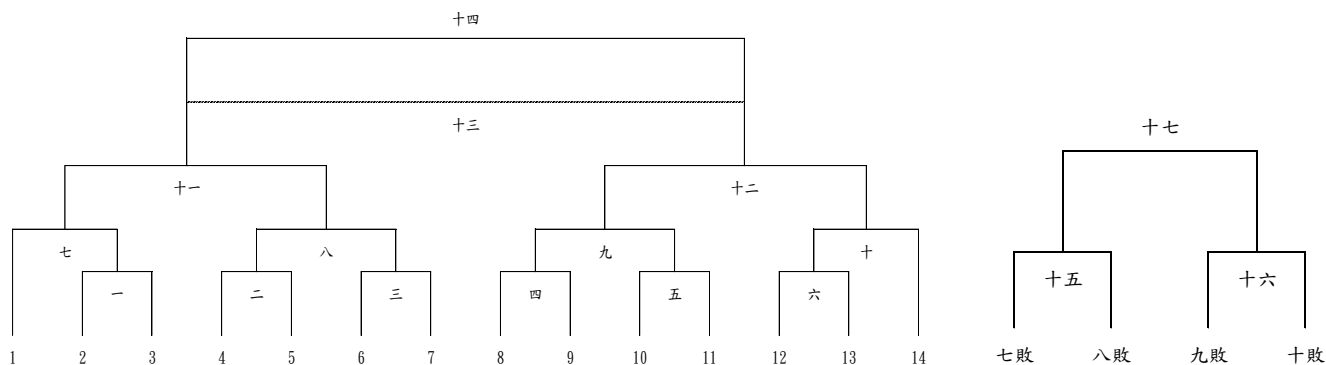 十四
十三
十七
十一 十二
七 八 九 十
一 二 三 四 五 六 十五 十六
1 2 3 4 5 6 7 8 9 10 11 12 13 14 七敗 八敗 九敗 十敗